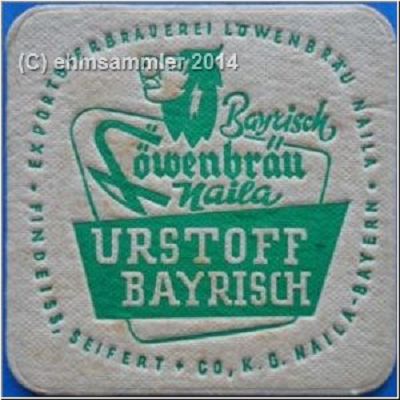 (C) ehmsammler 2014
EXPORTBIERBRAUEREI LÖWENBRÄU NAILA
Bayrisch
Löwenbräu
Naila
URSTOFF
BAYRISCH
FINDEISS, SEIFERT + CO, K.G. NAILA-BAYERN